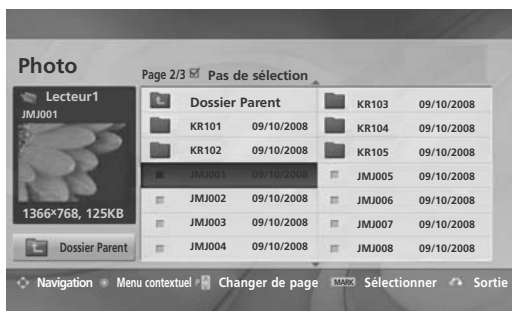 Photo
Page 2/3 Pas de sélection
Lecteur1
JMJ001
1366×768, 125KB
Dossier Parent
Dossier Parent
KR101 09/10/2008
KR102 09/10/2008
JMJ001 09/10/2008
JMJ002 09/10/2008
JMJ003 09/10/2008
JMJ004 09/10/2008
KR103 09/10/2008
KR104 09/10/2008
KR105 09/10/2008
JMJ005 09/10/2008
JMJ006 09/10/2008
JMJ007 09/10/2008
JMJ008 09/10/2008
Navigation Menu contextuel P Changer de page MARK Sélectionner Sortie